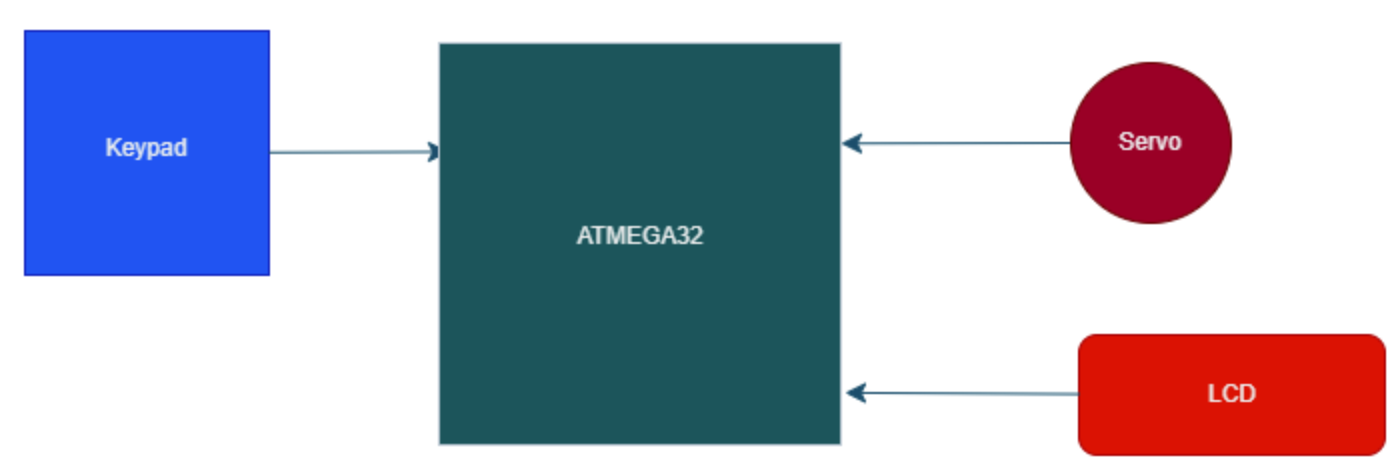 Keypad
ATMEGA32
Servo
LCD